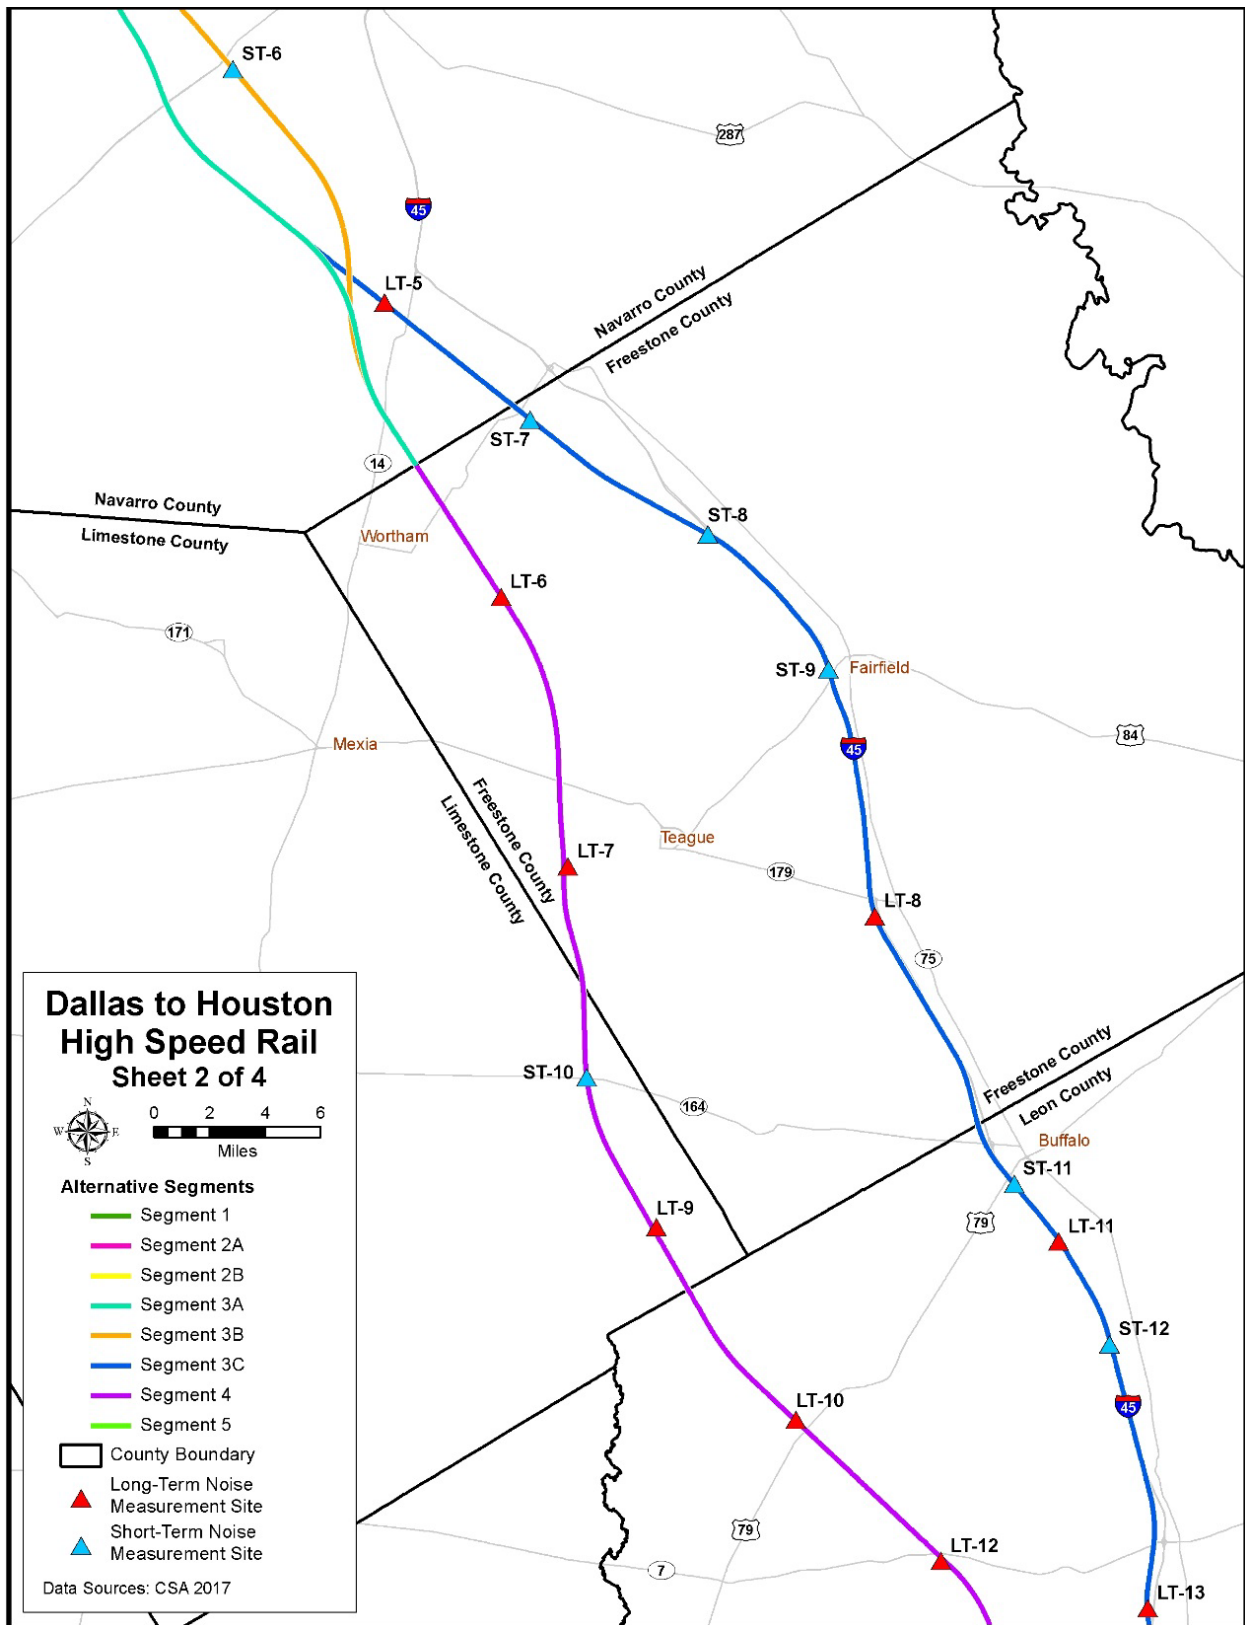 ST-6
287
45
LT-5
Navarro County
Freestone County
ST-7
14
Navarro County
Limestone County
Wortham
ST-8
LT-6
171
ST-9
Fairfield
84
45
Mexia
Freestone County
Limestone County
Teague
LT-7
179
LT-8
75
Freestone County
Leon County
ST-10
164
Buffalo
ST-11
LT-9
79
LT-11
ST-12
LT-10
45
79
LT-12
7
LT-13
Dallas to Houston
High Speed Rail
Sheet 2 of 4
N
W E
S
0 2 4 6
Miles
Alternative Segments
Segment 1
Segment 2A
Segment 2B
Segment 3A
Segment 3B
Segment 3C
Segment 4
Segment 5
County Boundary
Long-Term Noise
Measurement Site
Short-Term Noise
Measurement Site
Data Sources: CSA 2017